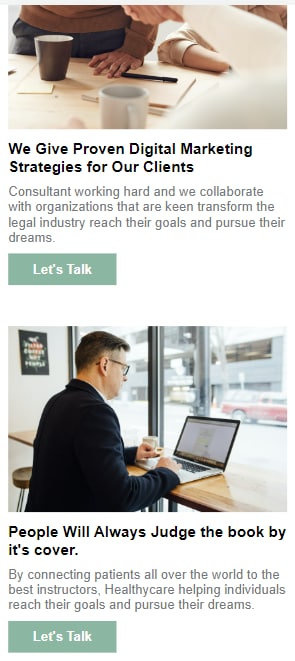 We Give Proven Digital Marketing
Strategies for Our Clients
Consultant working hard and we collaborate
with organizations that are keen transform the
legal industry reach their goals and pursue their
dreams.
Let's Talk
People Will Always Judge the book by
it's cover.
By connecting patients all over the world to the
best instructors, Healthycare helping individuals
reach their goals and pursue their dreams.
Let's Talk